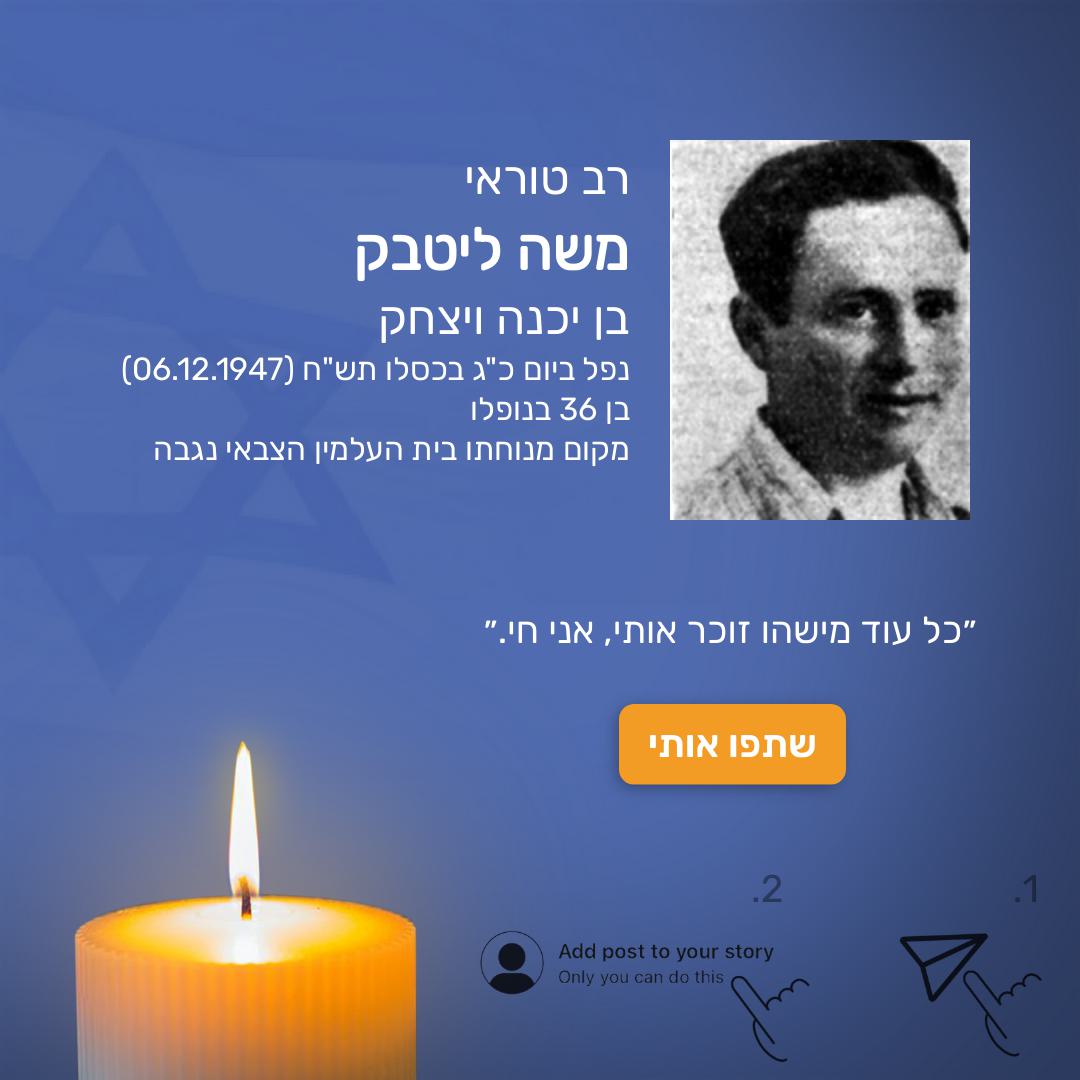 רב טוראי
משה ליטבק
בן יכנה ויצחק
נפל ביום כ"ג בכסלו תש"ח (06.12.1947)
בן 36 בנופלו
מקום מנוחתו בית העלמין הצבאי נגבה
״כל עוד מישהו זוכר אותי, אני חי.״
שתפו אותי
.1
.2
Add post to your story
Only you can do this